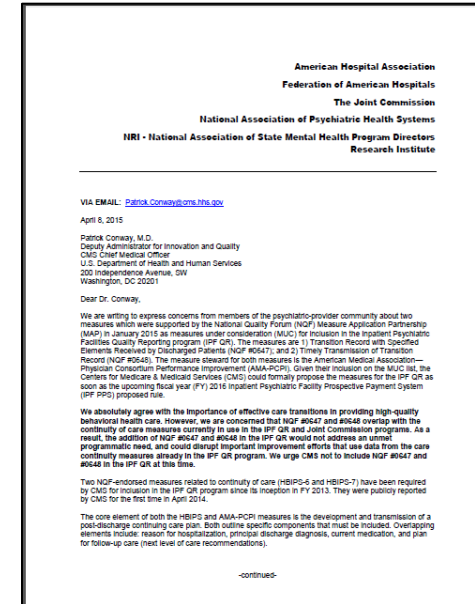 American Hospital Association
Federation of American Hospitals
The Joint Commission
National Association of Psychiatric Health Systems
NRI - National Association of State Mental Health Program Directors
Research Institute
VIA EMAIL: Patrick.Conway@cms.hhs.gov
April 8, 2015
Patrick Conway, M.D.
Deputy Administrator for Innovation and Quality
CMS Chief Medical Officer
U.S. Department of Health and Human Services
200 Independence Avenue, SW
Washington, DC 20201
Dear Dr. Conway,
We are writing to express concerns from members of the psychiatric-provider community about two
measures which were supported by the National Quality Forum (NQF) Measure Application Partnership
(MAP) in January 2015 as measures under consideration (MUC) for inclusion in the Inpatient Psychiatric
Facilities Quality Reporting program (IPF QR). The measures are 1) Transition Record with Specified
Elements Received by Discharged Patients (NQF #0647); and 2) Timely Transmission of Transition
Record (NQF #0648). The measure steward for both measures is the American Medical Association—
Physician Consortium Performance Improvement (AMA-PCPI). Given their inclusion on the MUC list, the
Centers for Medicare & Medicaid Services (CMS) could formally propose the measures for the IPF QR as
soon as the upcoming fiscal year (FY) 2016 Inpatient Psychiatric Facility Prospective Payment System
(IPF PPS) proposed rule.
We absolutely agree with the importance of effective care transitions in providing high-quality
behavioral health care. However, we are concerned that NQF #0647 and #0648 overlap with the
continuity of care measures currently in use in the IPF QR and Joint Commission programs. As a
result, the addition of NQF #0647 and #0648 in the IPF QR would not address an unmet
programmatic need, and could disrupt important improvement efforts that use data from the care
continuity measures already in the IPF QR program. We urge CMS not to include NQF #0647 and
#0648 in the IPF QR at this time.
Two NQF-endorsed measures related to continuity of care (HBIPS-6 and HBIPS-7) have been required
by CMS for inclusion in the IPF QR program since its inception in FY 2013. They were publicly reported
by CMS for the first time in April 2014.
The core element of both the HBIPS and AMA-PCPI measures is the development and transmission of a
post-discharge continuing care plan. Both outline specific components that must be included. Overlapping
elements include: reason for hospitalization, principal discharge diagnosis, current medication, and plan
for follow-up care (next level of care recommendations).
-continued-